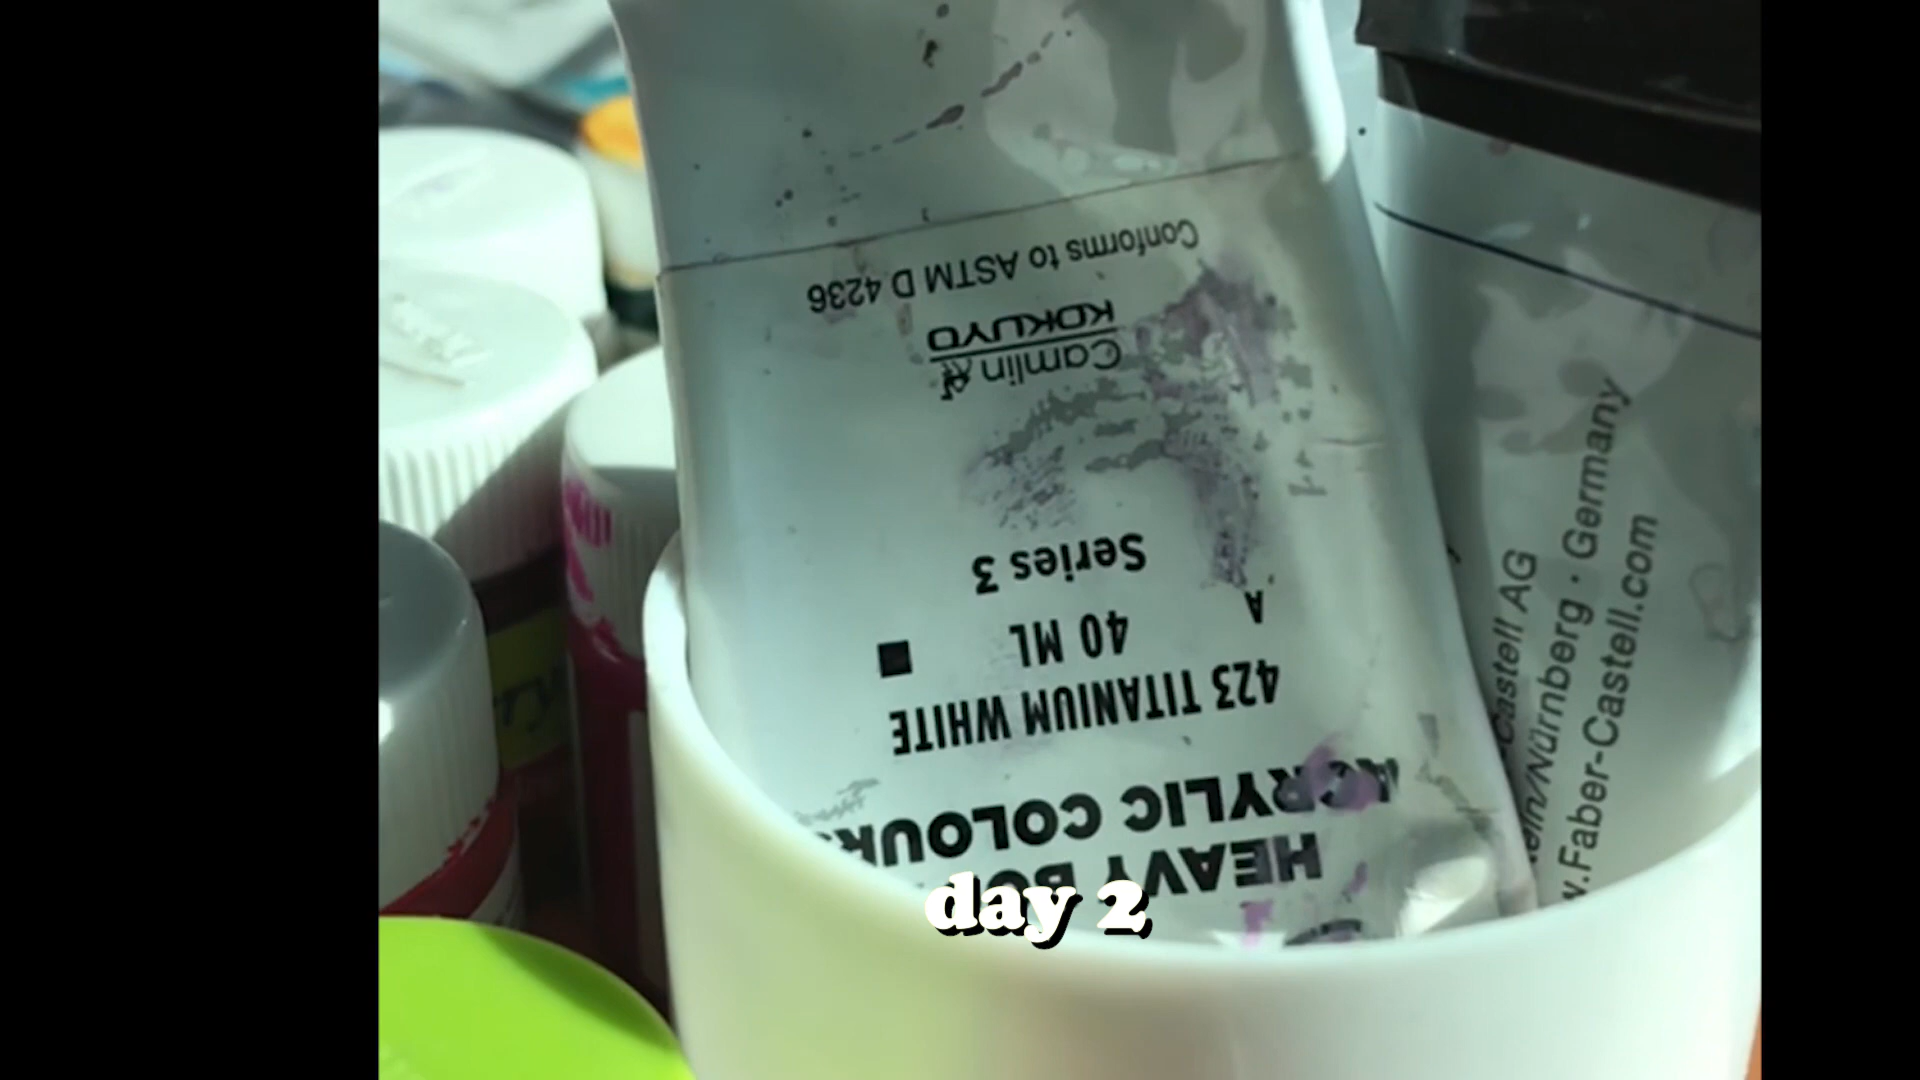 HEAVY
ACRYLIC COLOUR
423 TITANIUM WHITE
40 ML
A
Series 3
Camlin
KOKUYO
Conforms to ASTM D 4236
Castell AG
Nürnberg · Germany
Faber-Castell.com
day 2